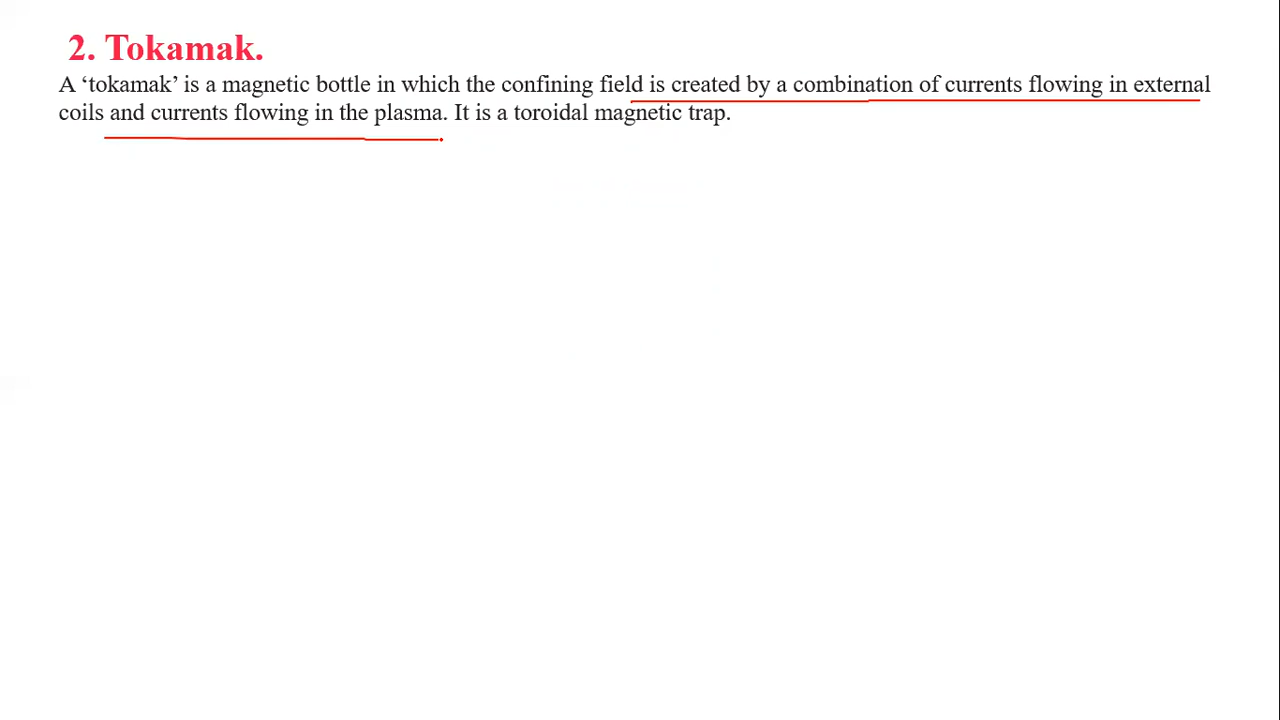 2. Tokamak.
A ‘tokamak’ is a magnetic bottle in which the confining field is created by a combination of currents flowing in external
coils and currents flowing in the plasma. It is a toroidal magnetic trap.